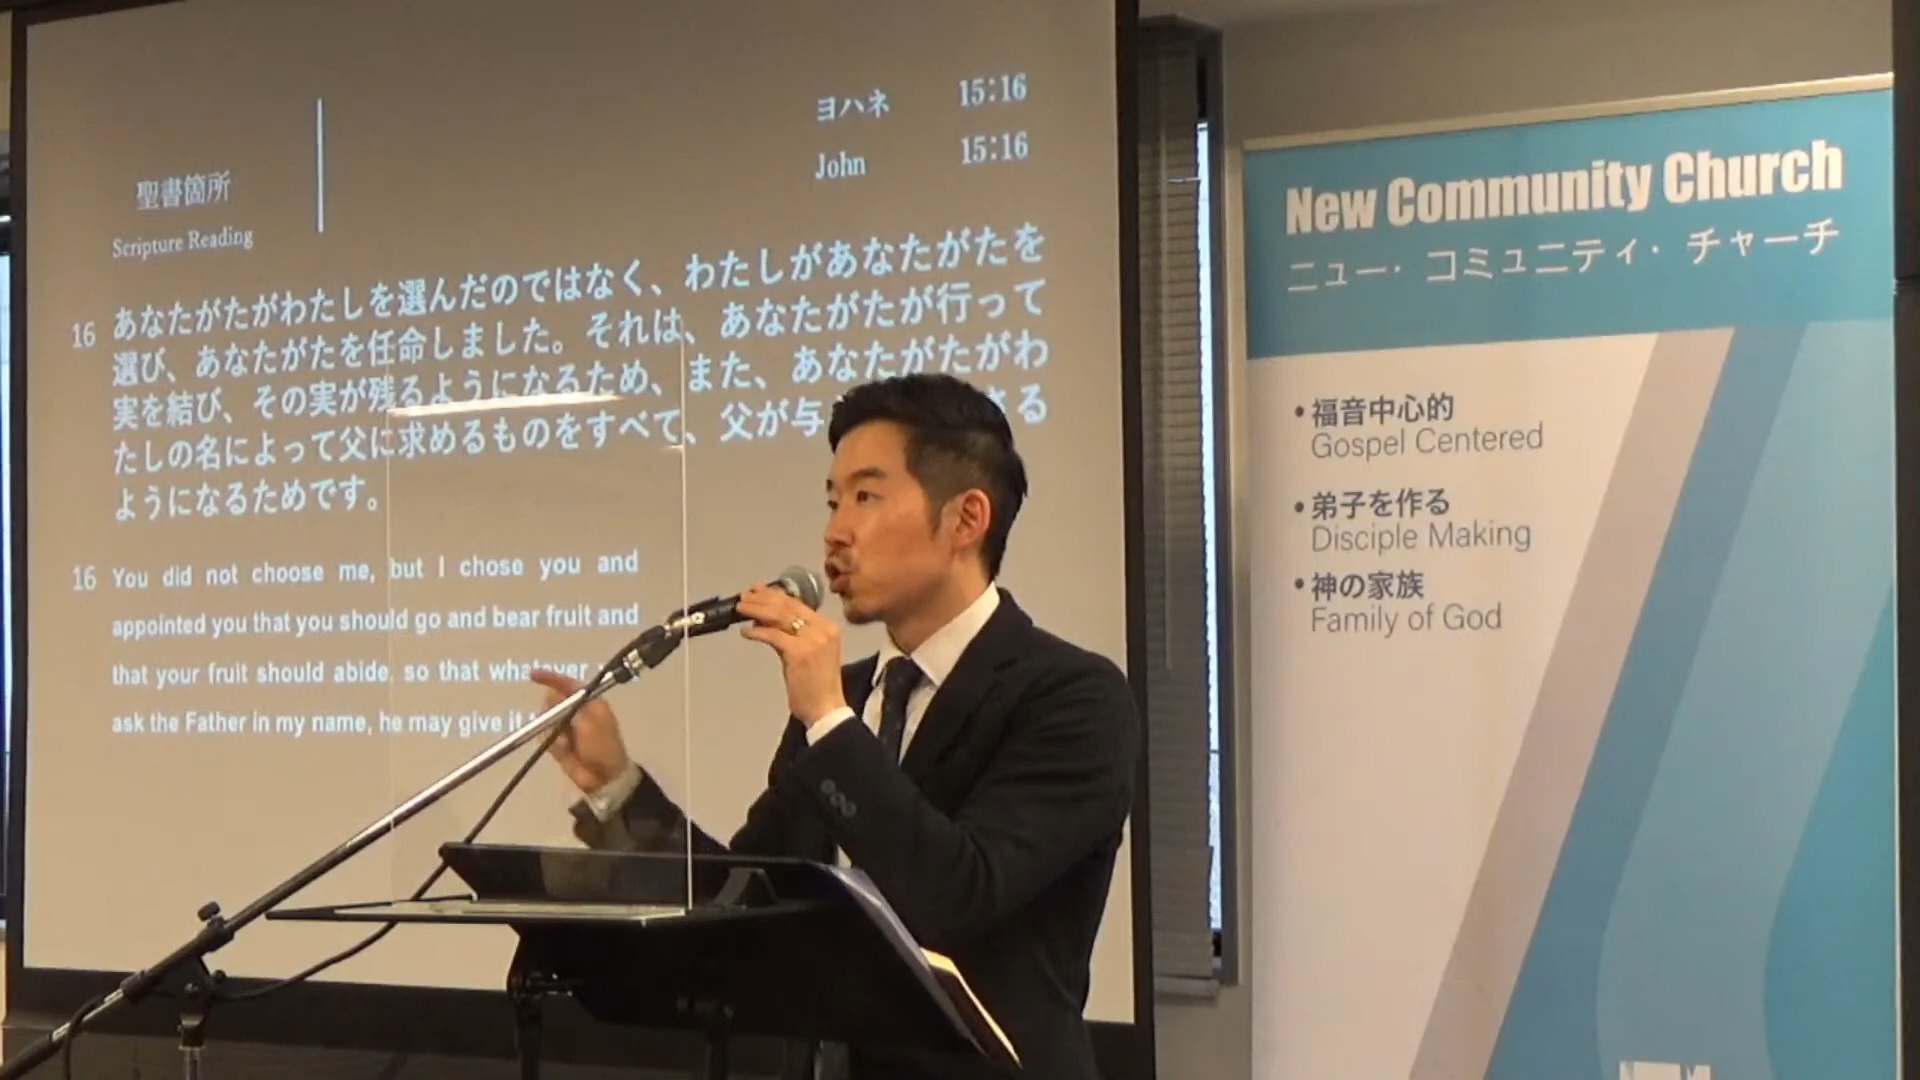 聖書箇所
Scripture Reading
ヨハネ 15:16
John 15:16
16 あなたがたがわたしを選んだのではなく、わたしがあなたがたを
選び、あなたがたを任命しました。それは、あなたがたが行って
実を結び、その実が残るようになるため、また、あなたがたがわ
たしの名によって父に求めるものをすべて、父が与 さる
ようになるためです。
16 You did not choose me, but I chose you and
appointed you that you should go and bear fruit and
that your fruit should abide, so that whatever
ask the Father in my name, he may give it
New Community Church
ニュー・コミュニティ・チャーチ
•福音中心的
Gospel Centered
•弟子を作る
Disciple Making
•神の家族
Family of God